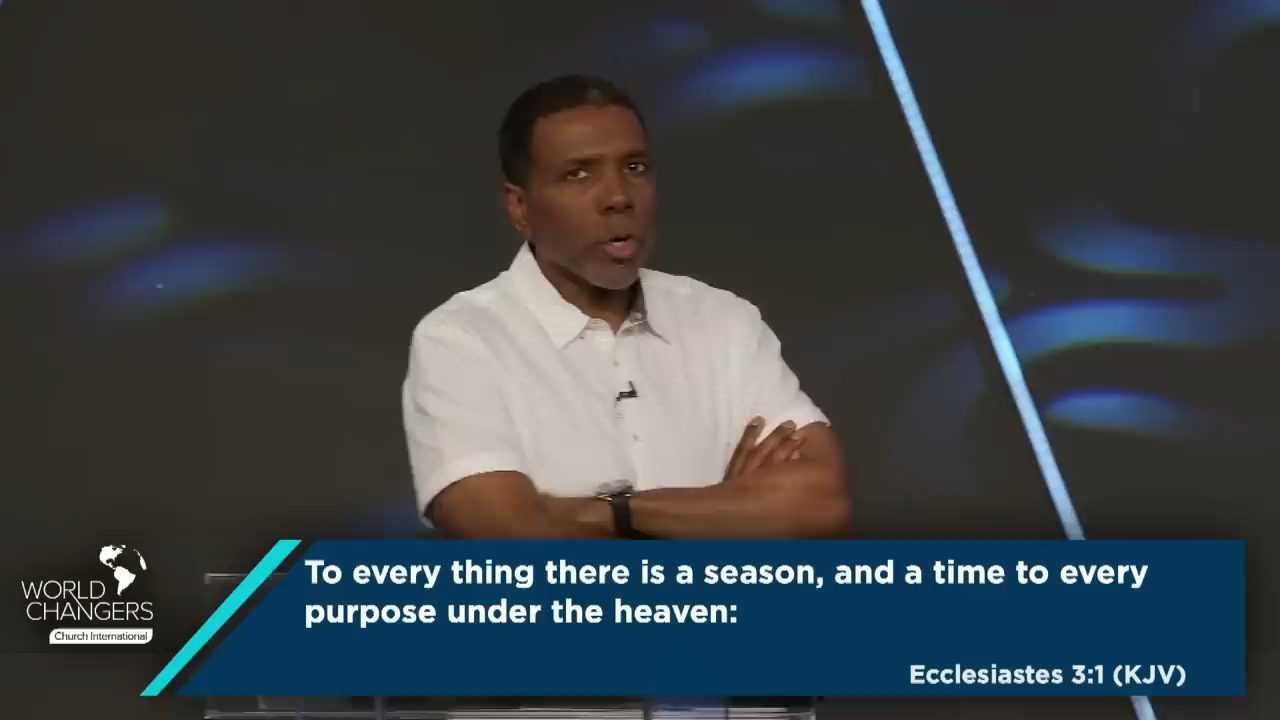 WORLD
CHANGERS
Church International
To every thing there is a season, and a time to every
purpose under the heaven:
Ecclesiastes 3:1 (KJV)